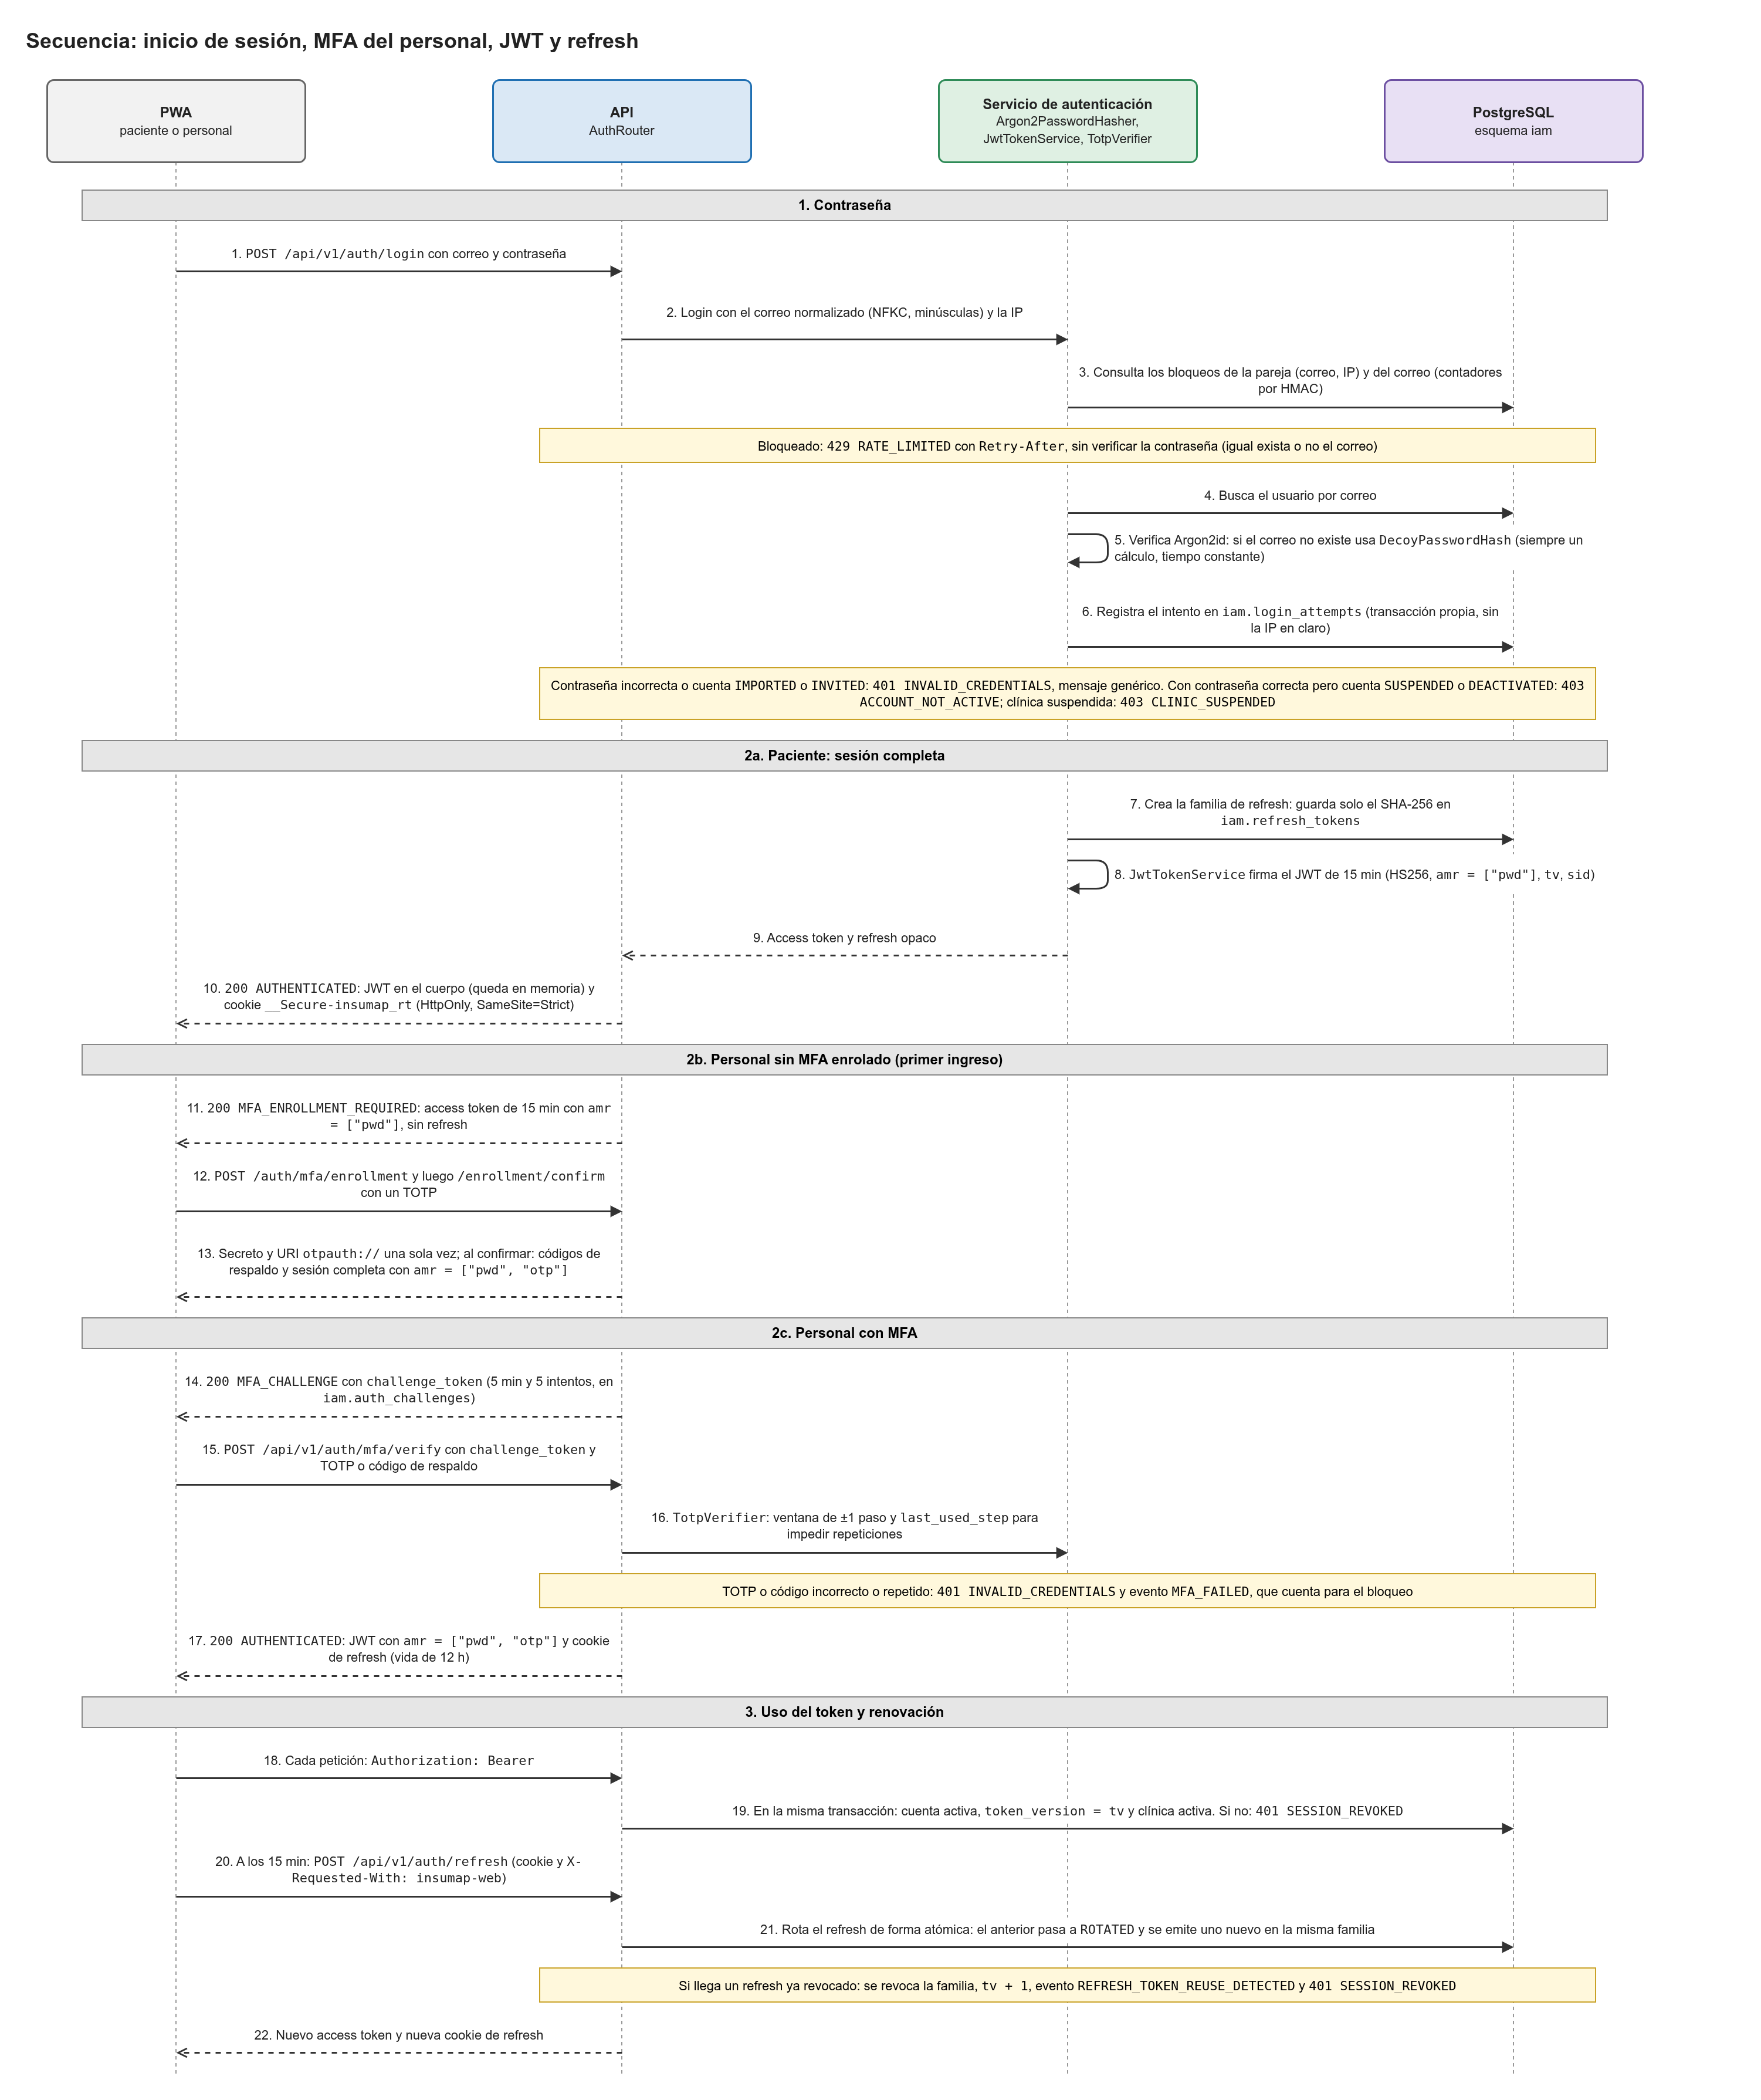 Secuencia: inicio de sesión, MFA del personal, JWT y refresh
PWA
paciente o personal
API
AuthRouter
Servicio de autenticación
Argon2PasswordHasher,
JwtTokenService, TotpVerifier
PostgreSQL
esquema iam
1. Contraseña
1. POST /api/v1/auth/login con correo y contraseña
2. Login con el correo normalizado (NFKC, minúsculas) y la IP
3. Consulta los bloqueos de la pareja (correo, IP) y del correo (contadores
por HMAC)
Bloqueado: 429 RATE_LIMITED con Retry-After, sin verificar la contraseña (igual exista o no el correo)
4. Busca el usuario por correo
5. Verifica Argon2id: si el correo no existe usa DecoyPasswordHash (siempre un
cálculo, tiempo constante)
6. Registra el intento en iam.login_attempts (transacción propia, sin
la IP en claro)
Contraseña incorrecta o cuenta IMPORTED o INVITED: 401 INVALID_CREDENTIALS, mensaje genérico. Con contraseña correcta pero cuenta SUSPENDED o DEACTIVATED: 403
ACCOUNT_NOT_ACTIVE; clínica suspendida: 403 CLINIC_SUSPENDED
2a. Paciente: sesión completa
7. Crea la familia de refresh: guarda solo el SHA-256 en
iam.refresh_tokens
8. JwtTokenService firma el JWT de 15 min (HS256, amr = ["pwd"], tv, sid)
9. Access token y refresh opaco
10. 200 AUTHENTICATED: JWT en el cuerpo (queda en memoria) y
cookie __Secure-insumap_rt (HttpOnly, SameSite=Strict)
2b. Personal sin MFA enrolado (primer ingreso)
11. 200 MFA_ENROLLMENT_REQUIRED: access token de 15 min con amr
= ["pwd"], sin refresh
12. POST /auth/mfa/enrollment y luego /enrollment/confirm
con un TOTP
13. Secreto y URI otpauth:// una sola vez; al confirmar: códigos de
respaldo y sesión completa con amr = ["pwd", "otp"]
2c. Personal con MFA
14. 200 MFA_CHALLENGE con challenge_token (5 min y 5 intentos, en
iam.auth_challenges)
15. POST /api/v1/auth/mfa/verify con challenge_token y
TOTP o código de respaldo
16. TotpVerifier: ventana de ±1 paso y last_used_step para
impedir repeticiones
TOTP o código incorrecto o repetido: 401 INVALID_CREDENTIALS y evento MFA_FAILED, que cuenta para el bloqueo
17. 200 AUTHENTICATED: JWT con amr = ["pwd", "otp"] y cookie
de refresh (vida de 12 h)
3. Uso del token y renovación
18. Cada petición: Authorization: Bearer
19. En la misma transacción: cuenta activa, token_version = tv y clínica activa. Si no: 401 SESSION_REVOKED
20. A los 15 min: POST /api/v1/auth/refresh (cookie y X-
Requested-With: insumap-web)
21. Rota el refresh de forma atómica: el anterior pasa a ROTATED y se emite uno nuevo en la misma familia
Si llega un refresh ya revocado: se revoca la familia, tv + 1, evento REFRESH_TOKEN_REUSE_DETECTED y 401 SESSION_REVOKED
22. Nuevo access token y nueva cookie de refresh